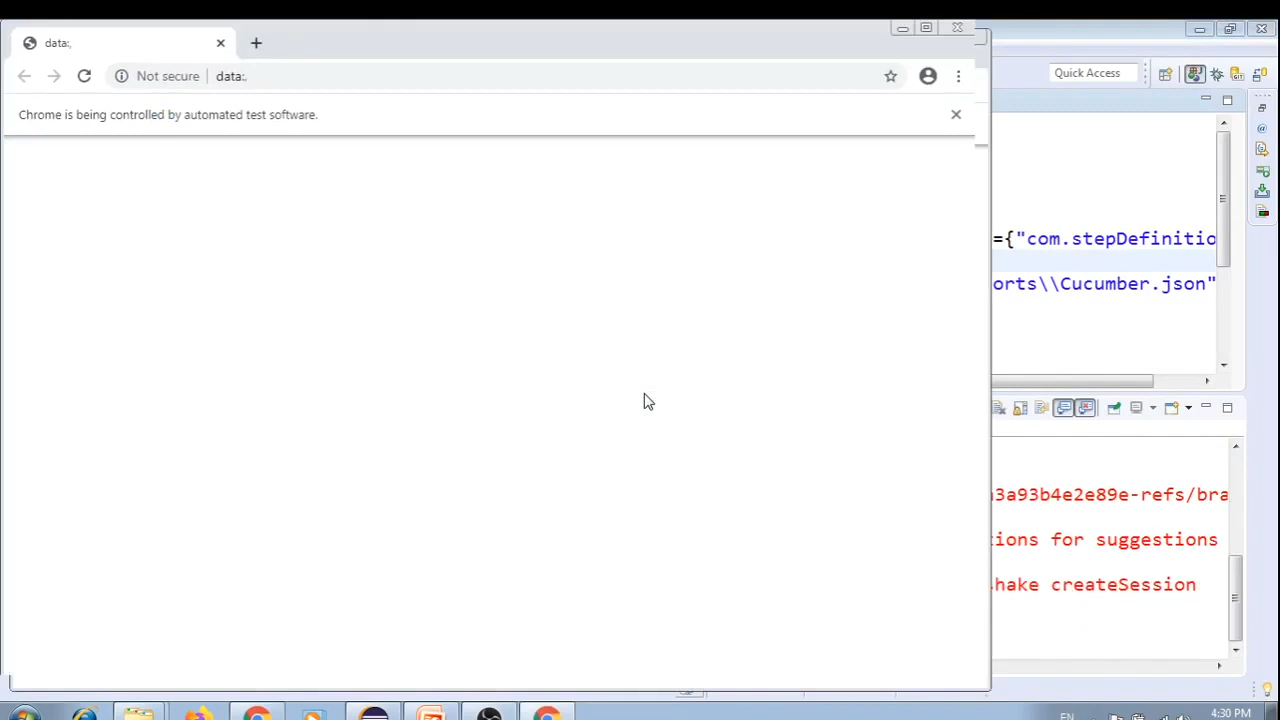 data:,
Quick Access
Not secure
data:,
Chrome is being controlled by automated test software.
={"com.stepDefinitio
orts\\Cucumber.json"
3a93b4e2e89e-refs/bra
ions for suggestions
hake createSession
EN
4:30 PM